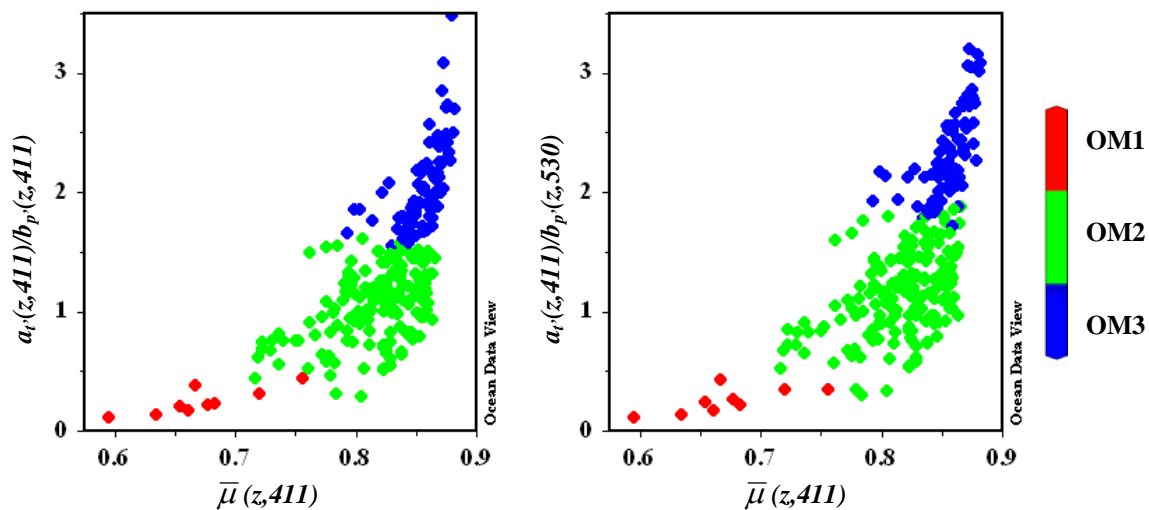 a_t'(z,411)/b_p'(z,411)
3
2
1
0
0.6 0.7 0.8 0.9
μ̅ (z,411)
Ocean Data View
a_t'(z,411)/b_p'(z,530)
3
2
1
0
0.6 0.7 0.8 0.9
μ̅ (z,411)
Ocean Data View
OM1
OM2
OM3